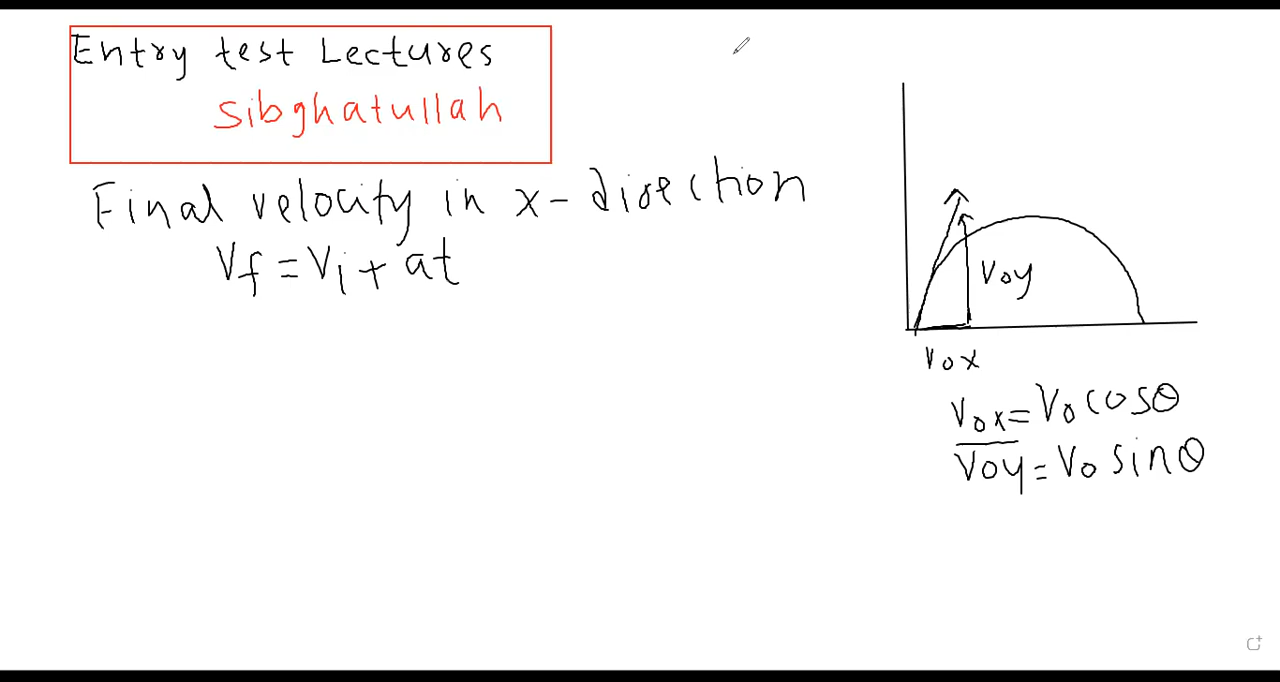 Entry test Lectures
Sibghatullah
Final velocity in x-direction
Vf = Vi + at
Voy
Vox
Vox = Vo cosθ
Voy = Vo sinθ